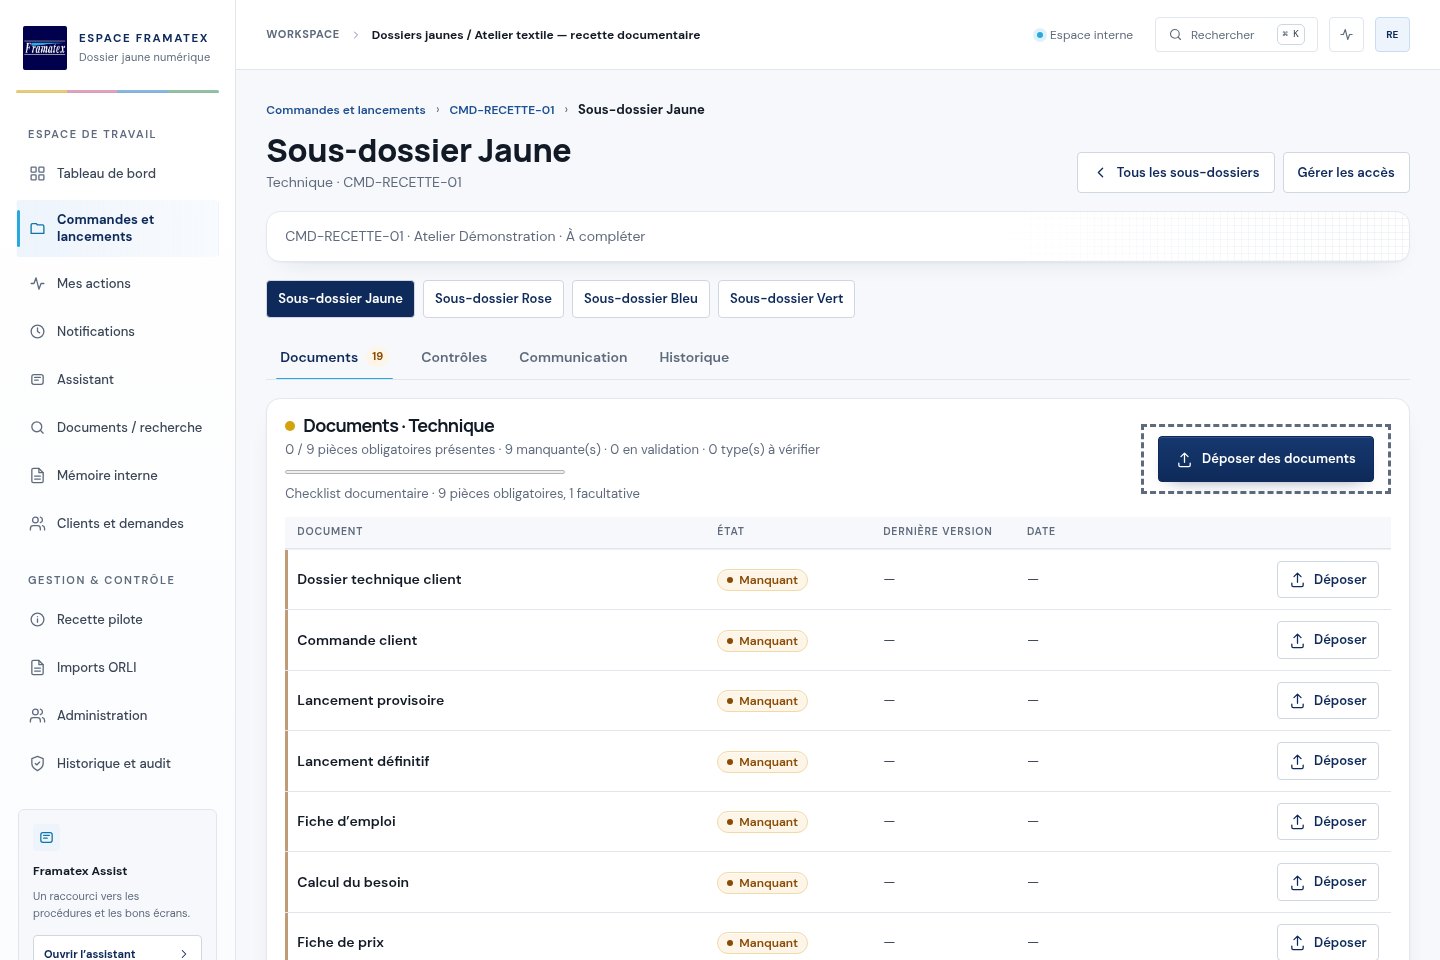 Framatex
ESPACE FRAMATEX
Dossier jaune numérique
ESPACE DE TRAVAIL
Tableau de bord
Commandes et
lancements
Mes actions
Notifications
Assistant
Documents / recherche
Mémoire interne
Clients et demandes
GESTION & CONTRÔLE
Recette pilote
Imports ORLI
Administration
Historique et audit
Framatex Assist
Un raccourci vers les
procédures et les bons écrans.
Ouvrir l’assistant
WORKSPACE
Dossiers jaunes / Atelier textile — recette documentaire
Espace interne
Rechercher
⌘ K
RE
Commandes et lancements › CMD-RECETTE-01 › Sous-dossier Jaune
Sous-dossier Jaune
Technique · CMD-RECETTE-01
Tous les sous-dossiers
Gérer les accès
CMD-RECETTE-01 · Atelier Démonstration · À compléter
Sous-dossier Jaune
Sous-dossier Rose
Sous-dossier Bleu
Sous-dossier Vert
Documents 19
Contrôles
Communication
Historique
Documents · Technique
0 / 9 pièces obligatoires présentes · 9 manquante(s) · 0 en validation · 0 type(s) à vérifier
Checklist documentaire · 9 pièces obligatoires, 1 facultative
Déposer des documents
DOCUMENT ÉTAT DERNIÈRE VERSION DATE
Dossier technique client Manquant — — Déposer
Commande client Manquant — — Déposer
Lancement provisoire Manquant — — Déposer
Lancement définitif Manquant — — Déposer
Fiche d’emploi Manquant — — Déposer
Calcul du besoin Manquant — — Déposer
Fiche de prix Manquant — — Déposer